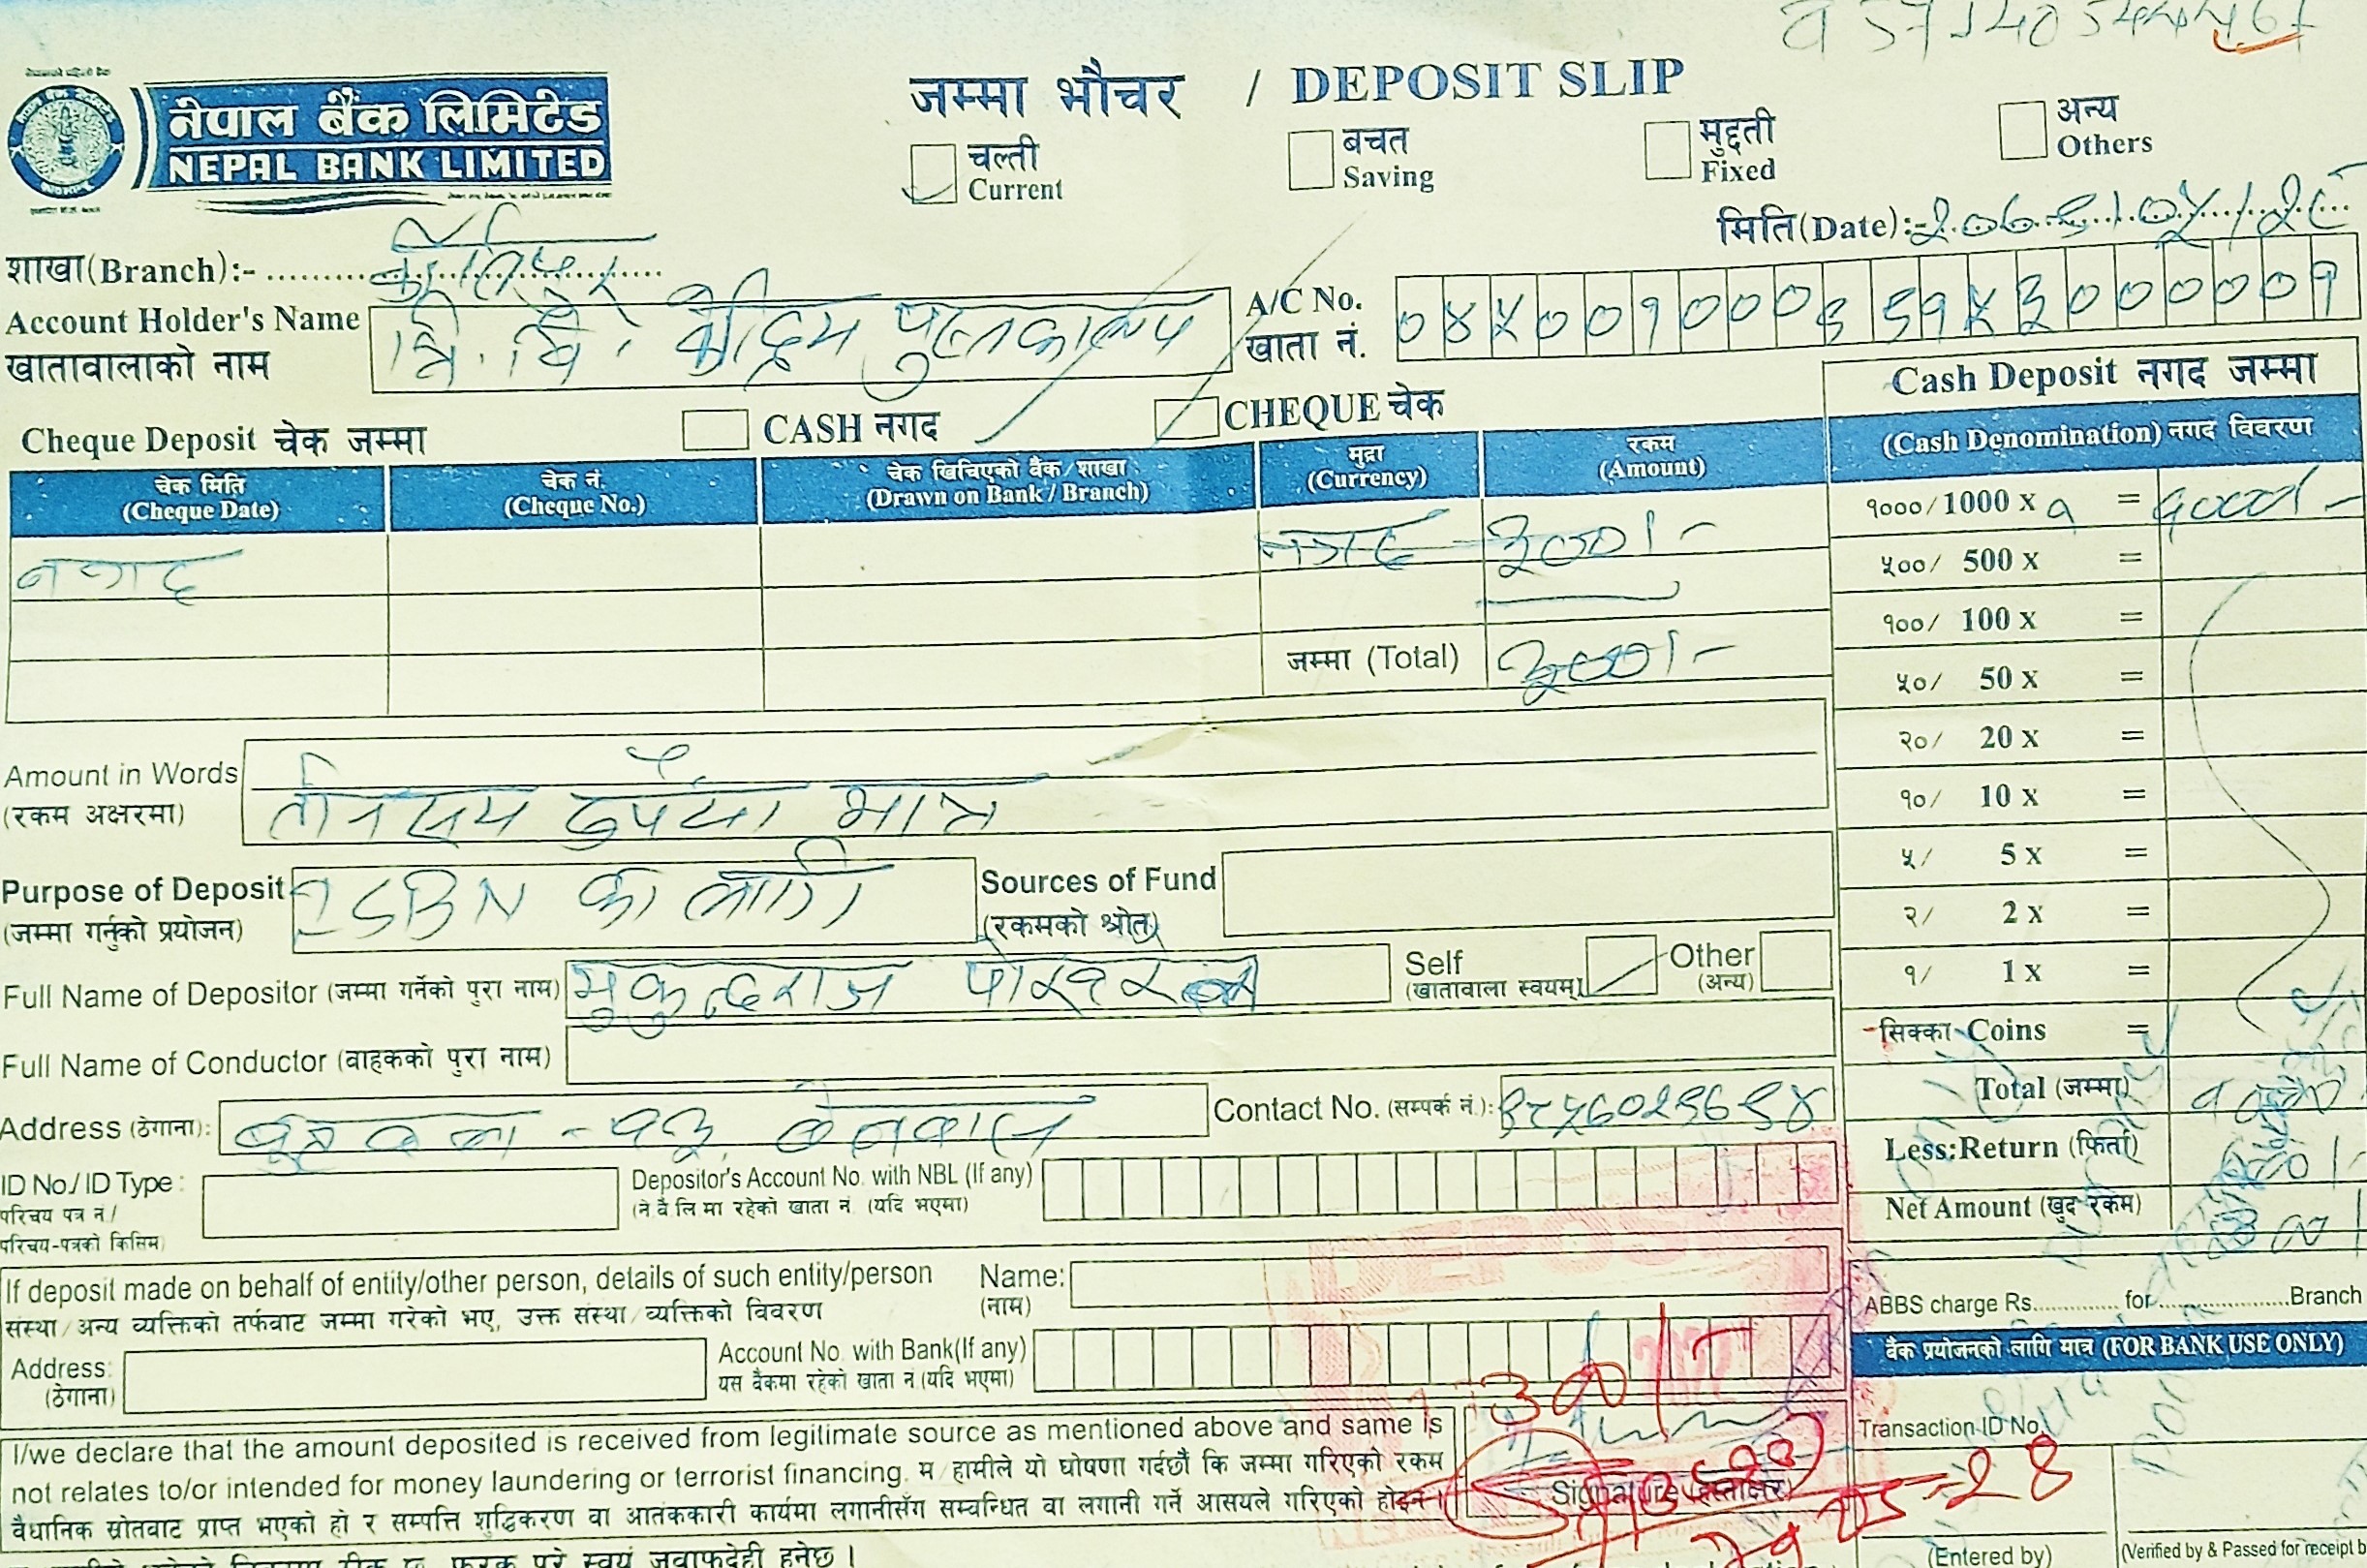 नेपाल बैंक लिमिटेड
NEPAL BANK LIMITED
जम्मा भौचर / DEPOSIT SLIP
चल्ती
Current
बचत
Saving
मुद्दती
Fixed
अन्य
Others
मिति(Date):-
शाखा(Branch):- कीर्तिपुर
Account Holder's Name
खातावालाको नाम
त्रि. वि. केन्द्रिय पुस्तकालय
A/C No.
खाता नं.
Cheque Deposit चेक जम्मा
CASH नगद
CHEQUE चेक
Cash Deposit नगद जम्मा
चेक मिति
(Cheque Date)
चेक नं.
(Cheque No.)
चेक खिचिएको बैंक/शाखा
(Drawn on Bank / Branch)
मुद्रा
(Currency)
रकम
(Amount)
(Cash Denomination) नगद विवरण
नगद
नगद ३००।-
जम्मा (Total) ३००।-
१०००/ 1000 x १ = १०००।-
५००/ 500 x =
१००/ 100 x =
५०/ 50 x =
२०/ 20 x =
१०/ 10 x =
५/ 5 x =
२/ 2 x =
१/ 1 x =
सिक्का Coins =
Total (जम्मा)
Less:Return (फिर्ता)
Net Amount (खुद रकम)
Amount in Words
(रकम अक्षरमा)
तीन सय रुपैंया मात्र
Purpose of Deposit
(जम्मा गर्नुको प्रयोजन)
ISBN को लागि
Sources of Fund
(रकमको श्रोत)
Full Name of Depositor (जम्मा गर्नेको पुरा नाम) मुकुन्दराज
Self
(खातावाला स्वयम्)
Other
(अन्य)
Full Name of Conductor (वाहकको पुरा नाम)
Address (ठेगाना):
Contact No. (सम्पर्क नं.):
ID No./ ID Type :
परिचय पत्र नं/
परिचय-पत्रको किसिम
Depositor's Account No. with NBL (If any)
(ने.बै.लि मा रहेको खाता नं. (यदि भएमा)
If deposit made on behalf of entity/other person, details of such entity/person
संस्था/अन्य व्यक्तिको तर्फबाट जम्मा गरेको भए, उक्त संस्था/व्यक्तिको विवरण
Name:
(नाम)
Address:
(ठेगाना)
Account No. with Bank(If any)
यस बैंकमा रहेको खाता नं.(यदि भएमा)
ABBS charge Rs.............. for......................Branch
बैंक प्रयोजनको लागि मात्र (FOR BANK USE ONLY)
Transaction ID No.
I/we declare that the amount deposited is received from legitimate source as mentioned above and same is
not relates to/or intended for money laundering or terrorist financing. म/हामीले यो घोषणा गर्दछौं कि जम्मा गरिएको रकम
वैधानिक स्रोतबाट प्राप्त भएको हो र सम्पत्ति शुद्धिकरण वा आतंककारी कार्यमा लगानीसँग सम्बन्धित वा लगानी गर्ने आसयले गरिएको होइन।
Signature (हस्ताक्षर)
(Entered by)
(Verified by & Passed for receipt b